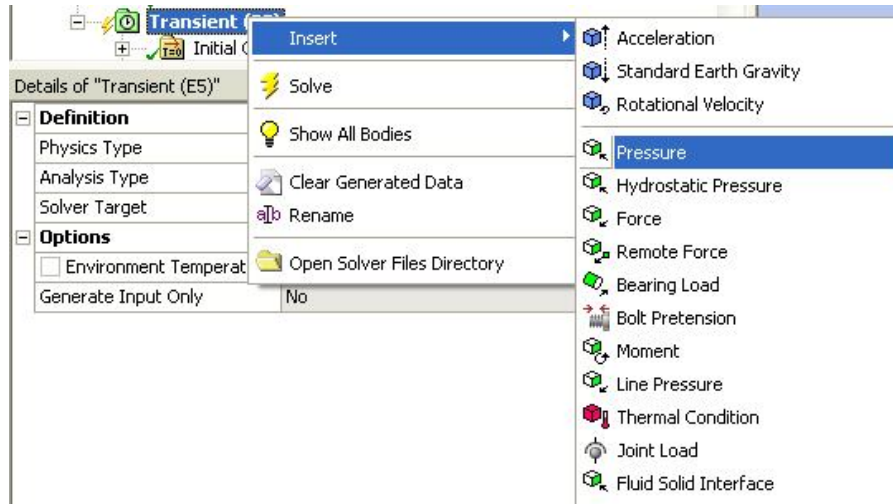 Transient (
T=0 Initial
Details of "Transient (E5)"
Definition
Physics Type
Analysis Type
Solver Target
Options
Environment Temperat
Generate Input Only No
Insert
Solve
Show All Bodies
Clear Generated Data
Rename
Open Solver Files Directory
Acceleration
Standard Earth Gravity
Rotational Velocity
Pressure
Hydrostatic Pressure
Force
Remote Force
Bearing Load
Bolt Pretension
Moment
Line Pressure
Thermal Condition
Joint Load
Fluid Solid Interface